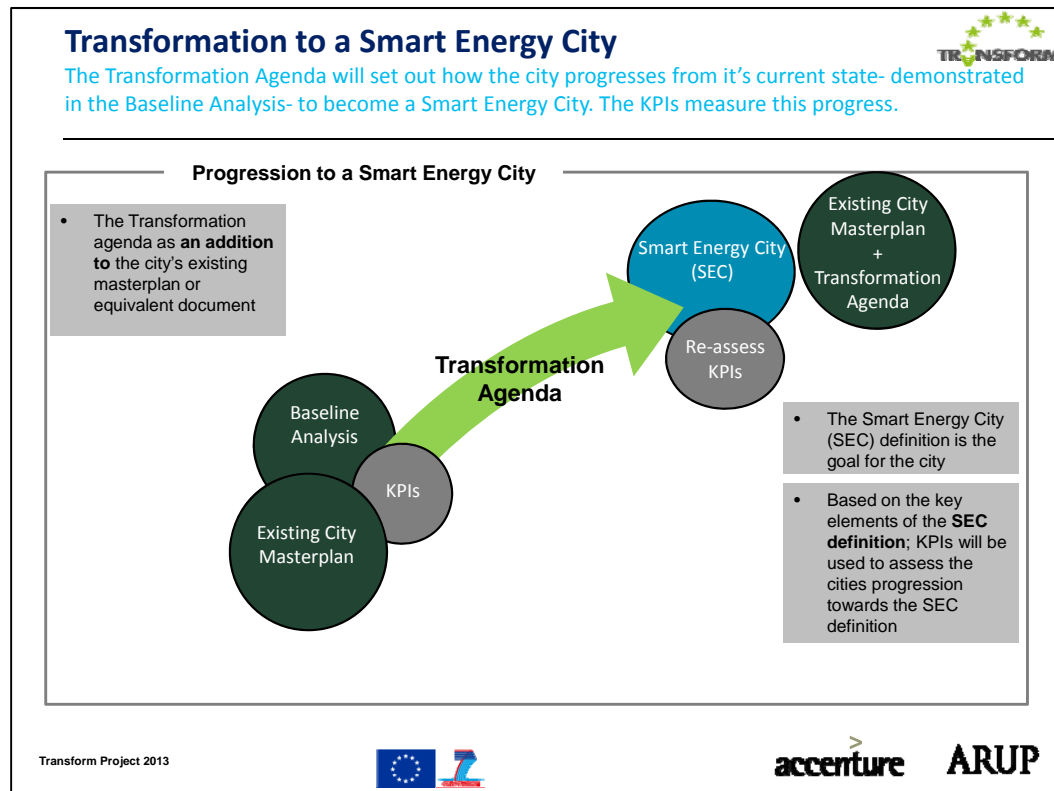 Transformation to a Smart Energy City
TRANSFORM
The Transformation Agenda will set out how the city progresses from it's current state- demonstrated
in the Baseline Analysis- to become a Smart Energy City. The KPIs measure this progress.
Progression to a Smart Energy City
• The Transformation
agenda as an addition
to the city's existing
masterplan or
equivalent document
Smart Energy City
(SEC)
Existing City
Masterplan
+
Transformation
Agenda
Re-assess
KPIs
Transformation
Agenda
Baseline
Analysis
KPIs
Existing City
Masterplan
• The Smart Energy City
(SEC) definition is the
goal for the city
• Based on the key
elements of the SEC
definition; KPIs will be
used to assess the
cities progression
towards the SEC
definition
Transform Project 2013
7
>
accenture
ARUP